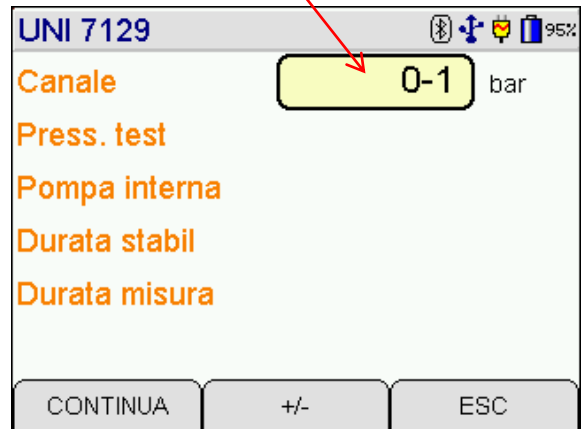 UNI 7129 95%
Canale 0-1 bar
Press. test
Pompa interna
Durata stabil
Durata misura
CONTINUA +/- ESC